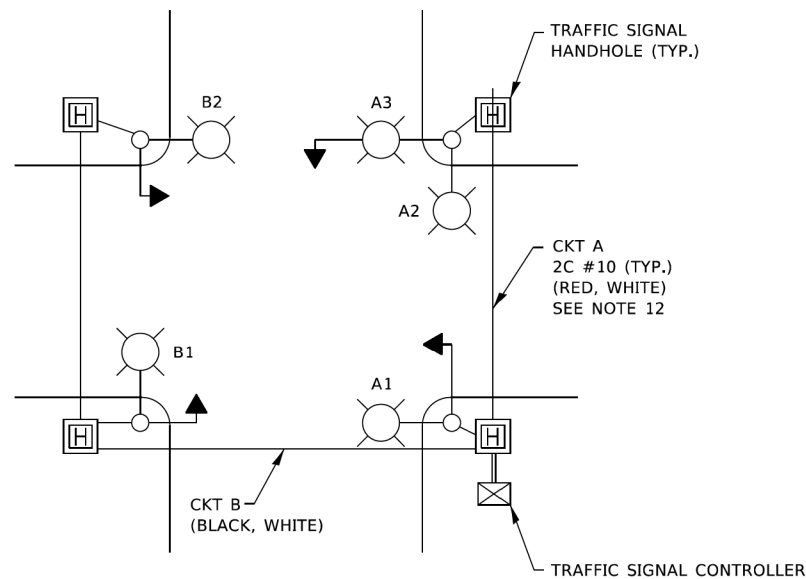 TRAFFIC SIGNAL
HANDHOLE (TYP.)
H
H
B2
A3
A2
CKT A
2C #10 (TYP.)
(RED, WHITE)
SEE NOTE 12
B1
A1
H
H
CKT B
(BLACK, WHITE)
TRAFFIC SIGNAL CONTROLLER